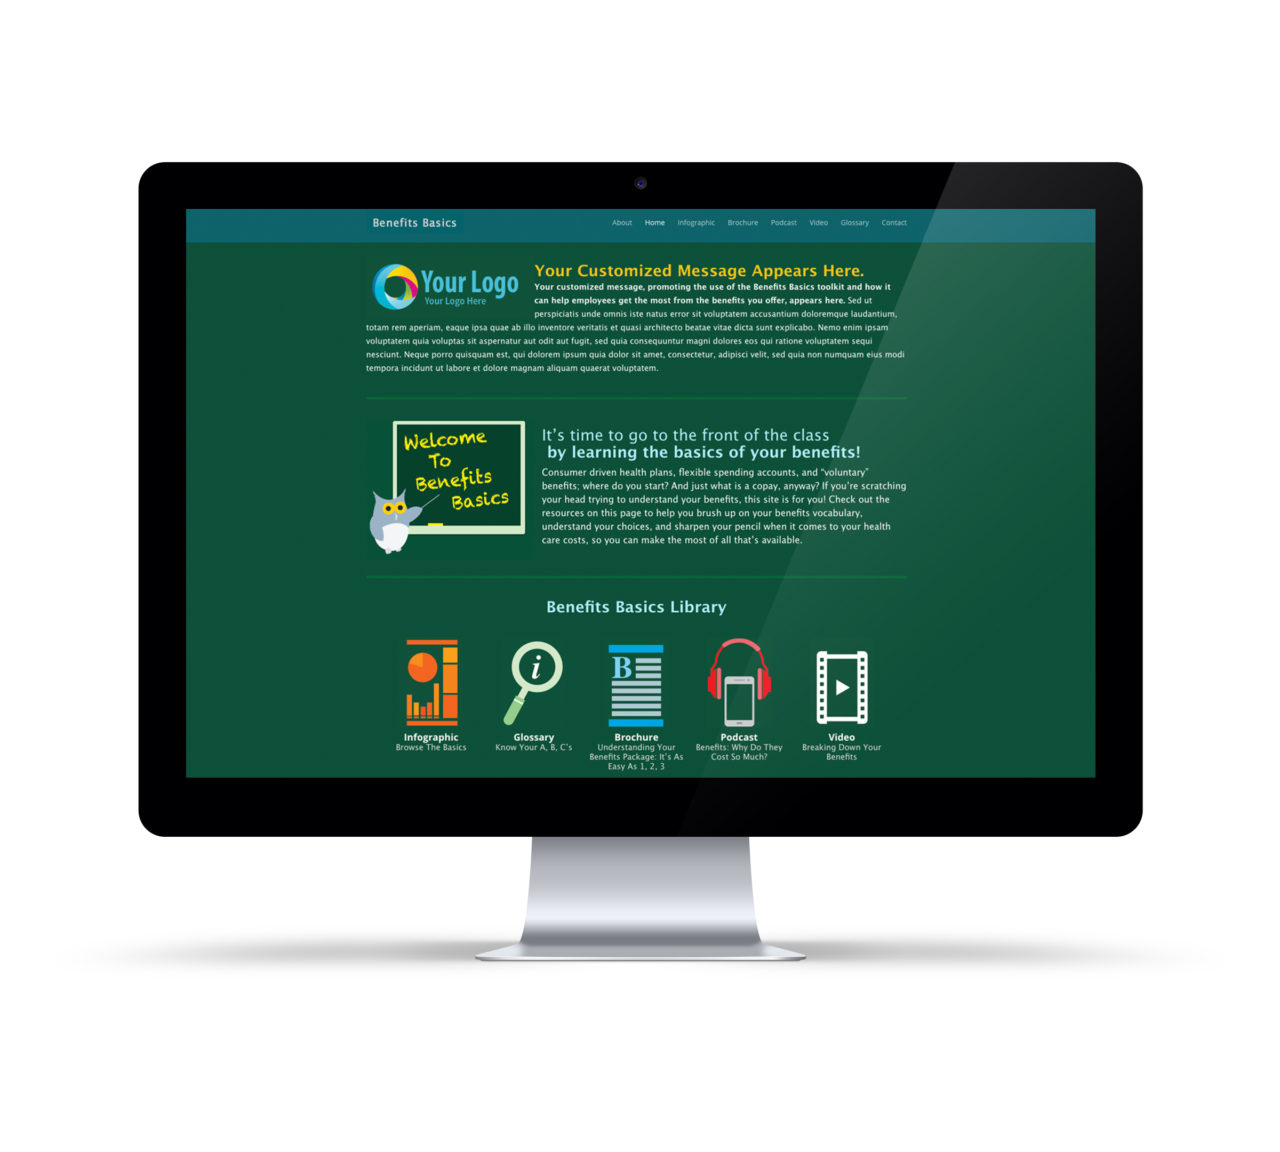 Benefits Basics
About Home Infographic Brochure Podcast Video Glossary Contact
Your Logo
Your Logo Here
Your Customized Message Appears Here.
Your customized message, promoting the use of the Benefits Basics toolkit and how it
can help employees get the most from the benefits you offer, appears here. Sed ut
perspiciatis unde omnis iste natus error sit voluptatem accusantium doloremque laudantium,
totam rem aperiam, eaque ipsa quae ab illo inventore veritatis et quasi architecto beatae vitae dicta sunt explicabo. Nemo enim ipsam
voluptatem quia voluptas sit aspernatur aut odit aut fugit, sed quia consequuntur magni dolores eos qui ratione voluptatem sequi
nesciunt. Neque porro quisquam est, qui dolorem ipsum quia dolor sit amet, consectetur, adipisci velit, sed quia non numquam eius modi
tempora incidunt ut labore et dolore magnam aliquam quaerat voluptatem.
Welcome
To
Benefits
Basics
It's time to go to the front of the class
by learning the basics of your benefits!
Consumer driven health plans, flexible spending accounts, and "voluntary"
benefits; where do you start? And just what is a copay, anyway? If you're scratching
your head trying to understand your benefits, this site is for you! Check out the
resources on this page to help you brush up on your benefits vocabulary,
understand your choices, and sharpen your pencil when it comes to your health
care costs, so you can make the most of all that's available.
Benefits Basics Library
i
B
Infographic
Browse The Basics
Glossary
Know Your A, B, C's
Brochure
Understanding Your
Benefits Package: It's As
Easy As 1, 2, 3
Podcast
Benefits: Why Do They
Cost So Much?
Video
Breaking Down Your
Benefits